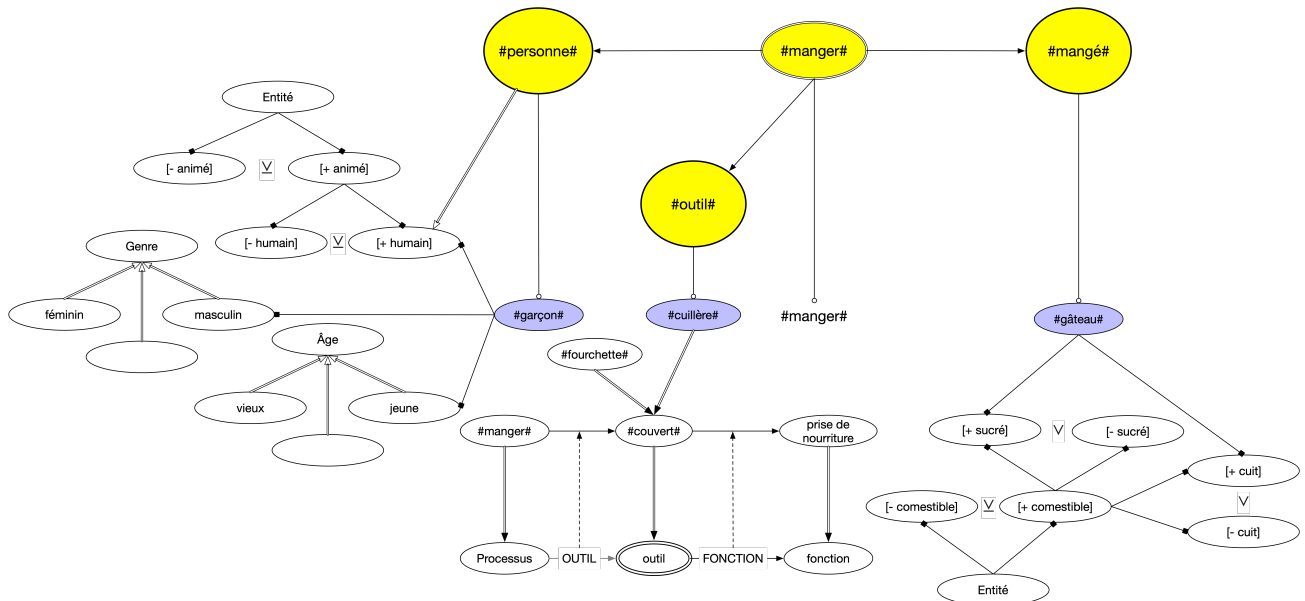 #personne#
#manger#
#mangé#
Entité
[- animé]
⊻
[+ animé]
#outil#
[- humain]
⊻
[+ humain]
Genre
féminin
masculin
#garçon#
#cuillère#
#manger#
#gâteau#
Âge
#fourchette#
vieux
jeune
#manger#
#couvert#
prise de
nourriture
[+ sucré]
∨
[- sucré]
[+ cuit]
∨
[- cuit]
[- comestible]
⊻
[+ comestible]
Processus
OUTIL
outil
FONCTION
fonction
Entité